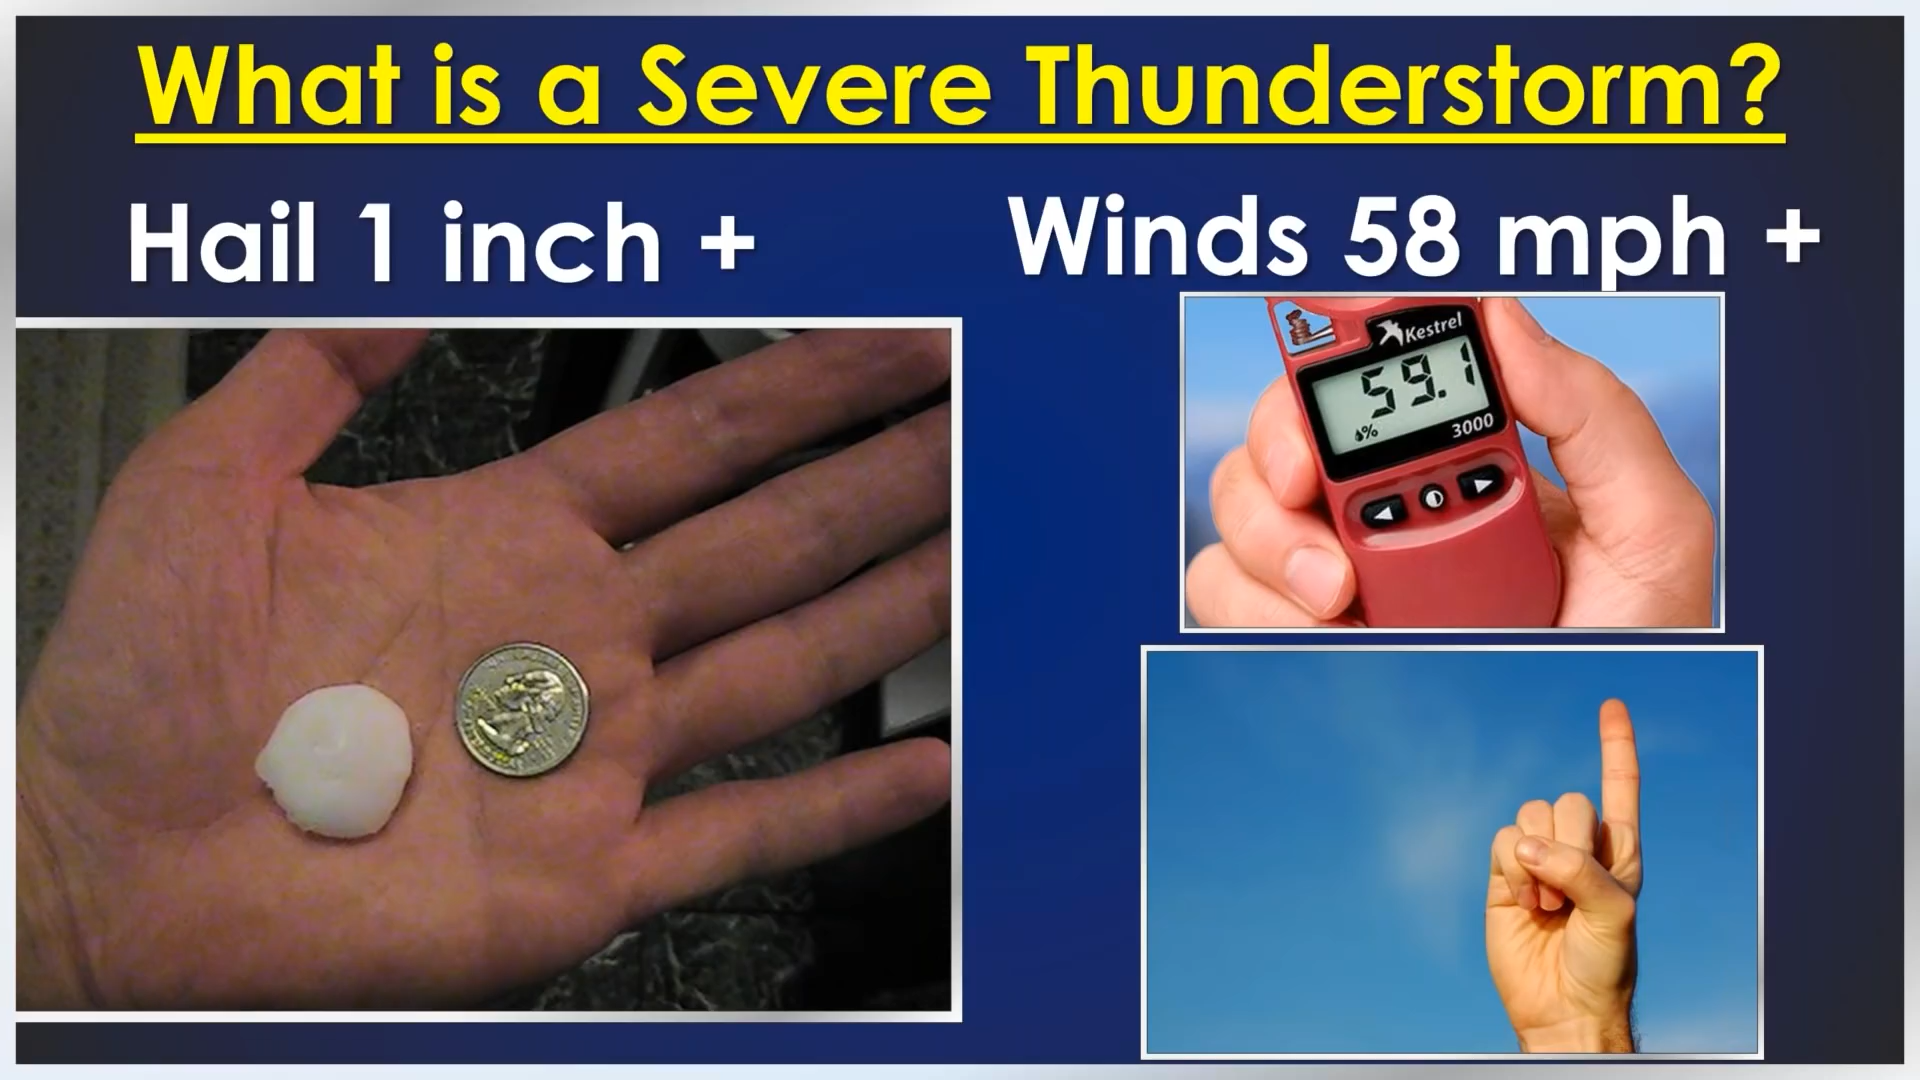 What is a Severe Thunderstorm?
Hail 1 inch +
Winds 58 mph +
Kestrel
59.1
%
3000